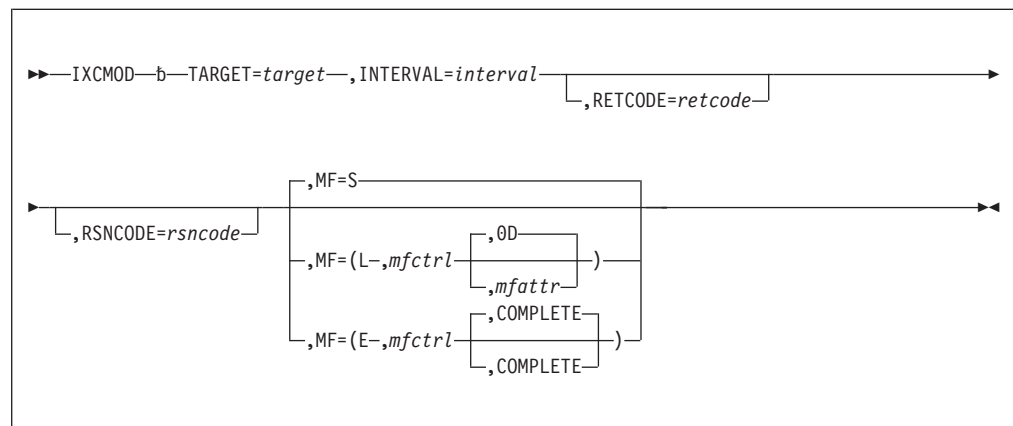 IXCMOD ƀ TARGET=target ,INTERVAL=interval
,RETCODE=retcode
,MF=S
,RSNCODE=rsncode
,0D
,MF=(L ,mfctrl )
,mfattr
,COMPLETE
,MF=(E ,mfctrl )
,COMPLETE